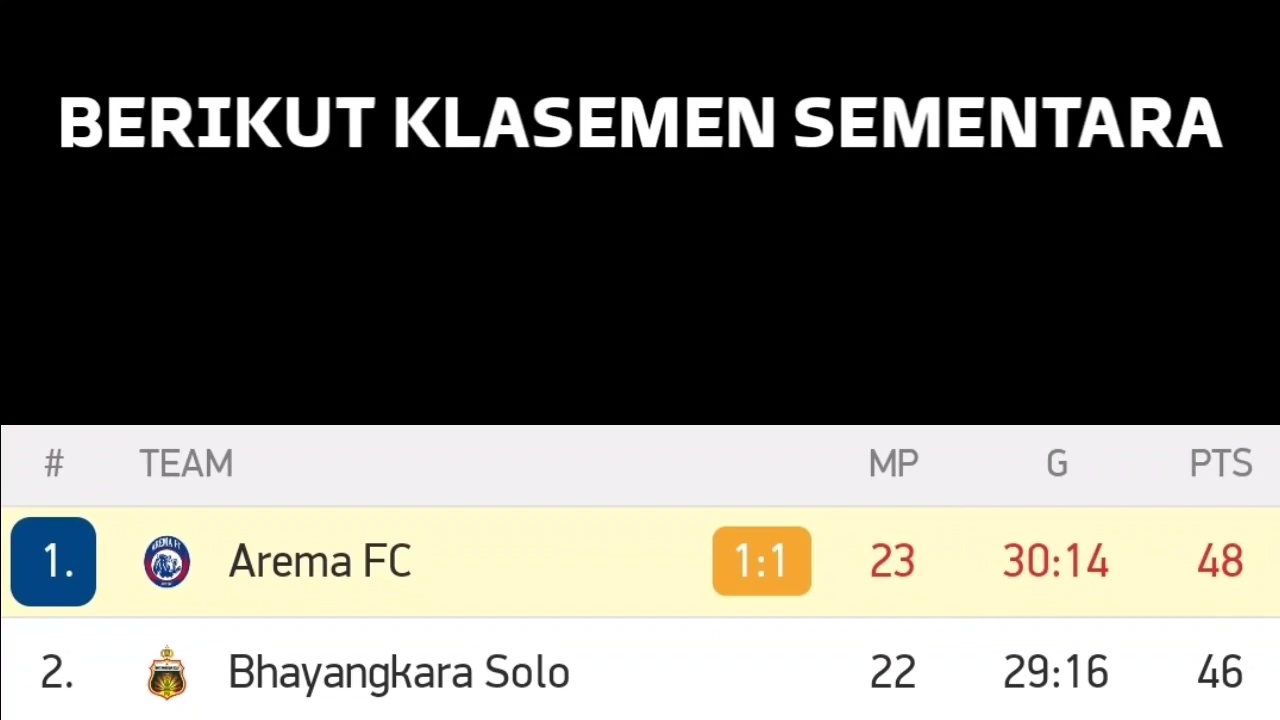 BERIKUT KLASEMEN SEMENTARA
# TEAM MP G PTS
1. Arema FC 1:1 23 30:14 48
2. Bhayangkara Solo 22 29:16 46